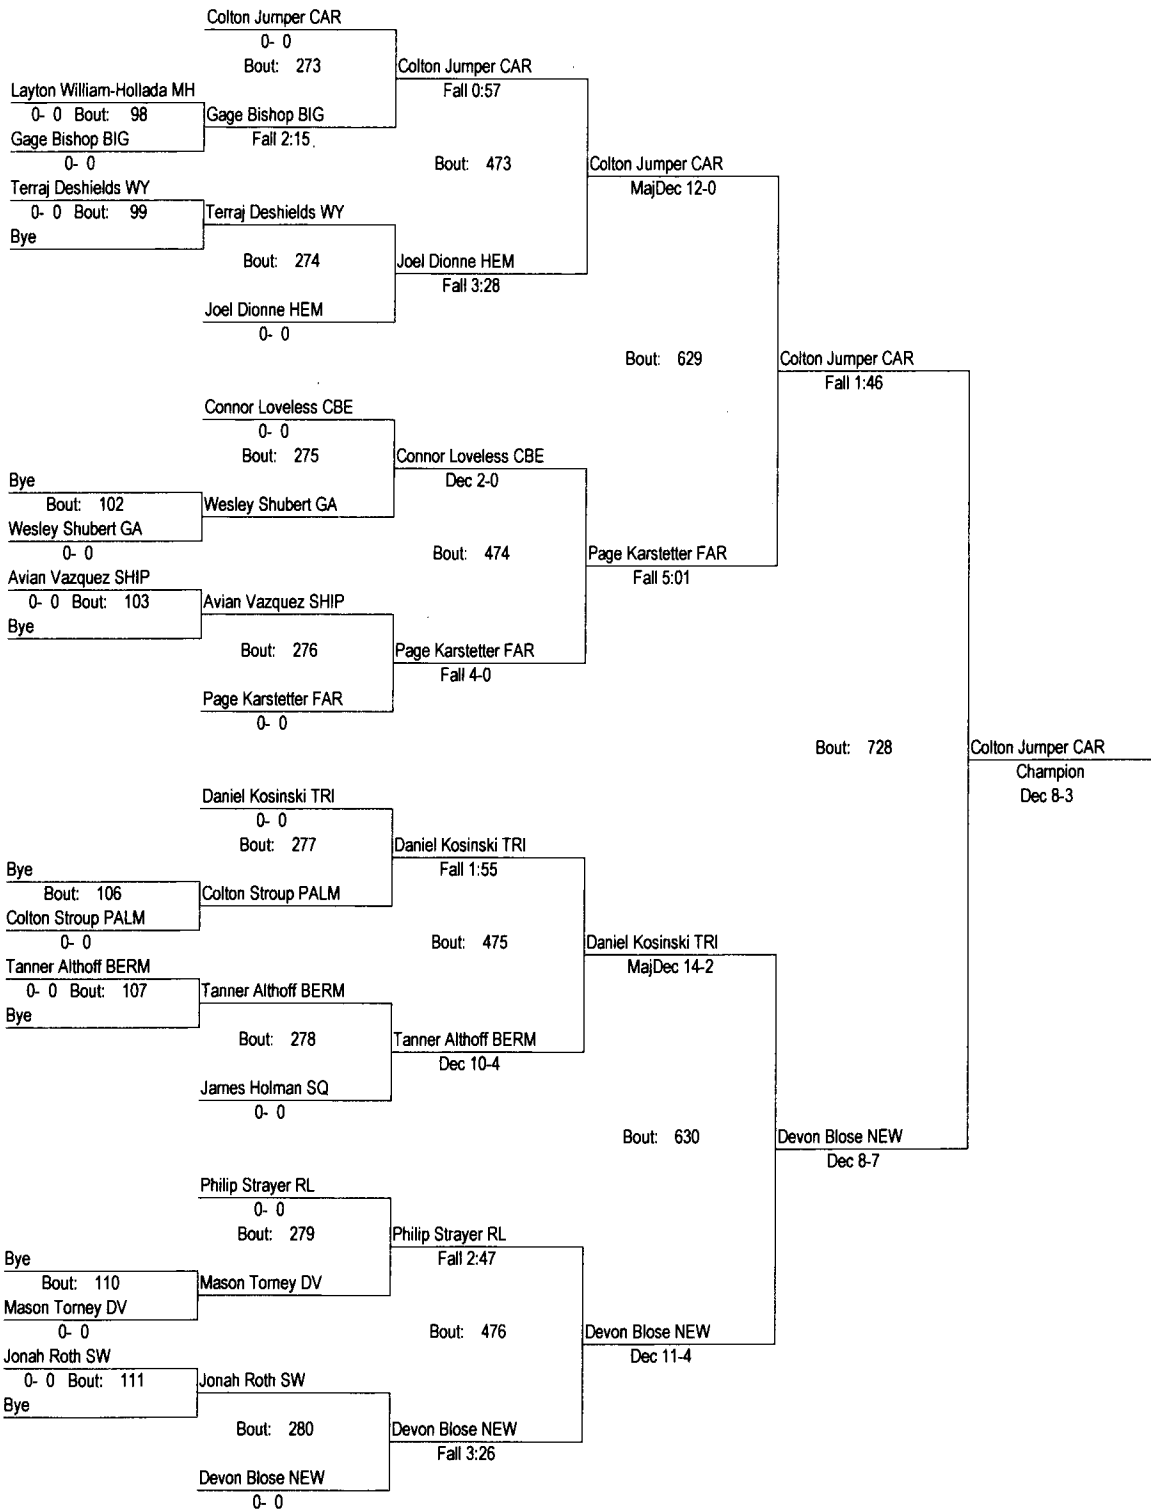 Colton Jumper CAR
0- 0
Bout: 273
Colton Jumper CAR
Fall 0:57
Layton William-Hollada MH
0- 0 Bout: 98
Gage Bishop BIG
Gage Bishop BIG
Fall 2:15
0- 0
Bout: 473
Colton Jumper CAR
MajDec 12-0
Terraj Deshields WY
0- 0 Bout: 99
Terraj Deshields WY
Bye
Bout: 274
Joel Dionne HEM
Fall 3:28
Joel Dionne HEM
0- 0
Bout: 629
Colton Jumper CAR
Fall 1:46
Connor Loveless CBE
0- 0
Bout: 275
Connor Loveless CBE
Dec 2-0
Bye
Bout: 102
Wesley Shubert GA
Wesley Shubert GA
0- 0
Bout: 474
Page Karstetter FAR
Fall 5:01
Avian Vazquez SHIP
0- 0 Bout: 103
Avian Vazquez SHIP
Bye
Bout: 276
Page Karstetter FAR
Fall 4-0
Page Karstetter FAR
0- 0
Bout: 728
Colton Jumper CAR
Champion
Dec 8-3
Daniel Kosinski TRI
0- 0
Bout: 277
Daniel Kosinski TRI
Fall 1:55
Bye
Bout: 106
Colton Stroup PALM
Colton Stroup PALM
0- 0
Bout: 475
Daniel Kosinski TRI
MajDec 14-2
Tanner Althoff BERM
0- 0 Bout: 107
Tanner Althoff BERM
Bye
Bout: 278
Tanner Althoff BERM
Dec 10-4
James Holman SQ
0- 0
Bout: 630
Devon Blose NEW
Dec 8-7
Philip Strayer RL
0- 0
Bout: 279
Philip Strayer RL
Fall 2:47
Bye
Bout: 110
Mason Torney DV
Mason Torney DV
0- 0
Bout: 476
Devon Blose NEW
Dec 11-4
Jonah Roth SW
0- 0 Bout: 111
Jonah Roth SW
Bye
Bout: 280
Devon Blose NEW
Fall 3:26
Devon Blose NEW
0- 0